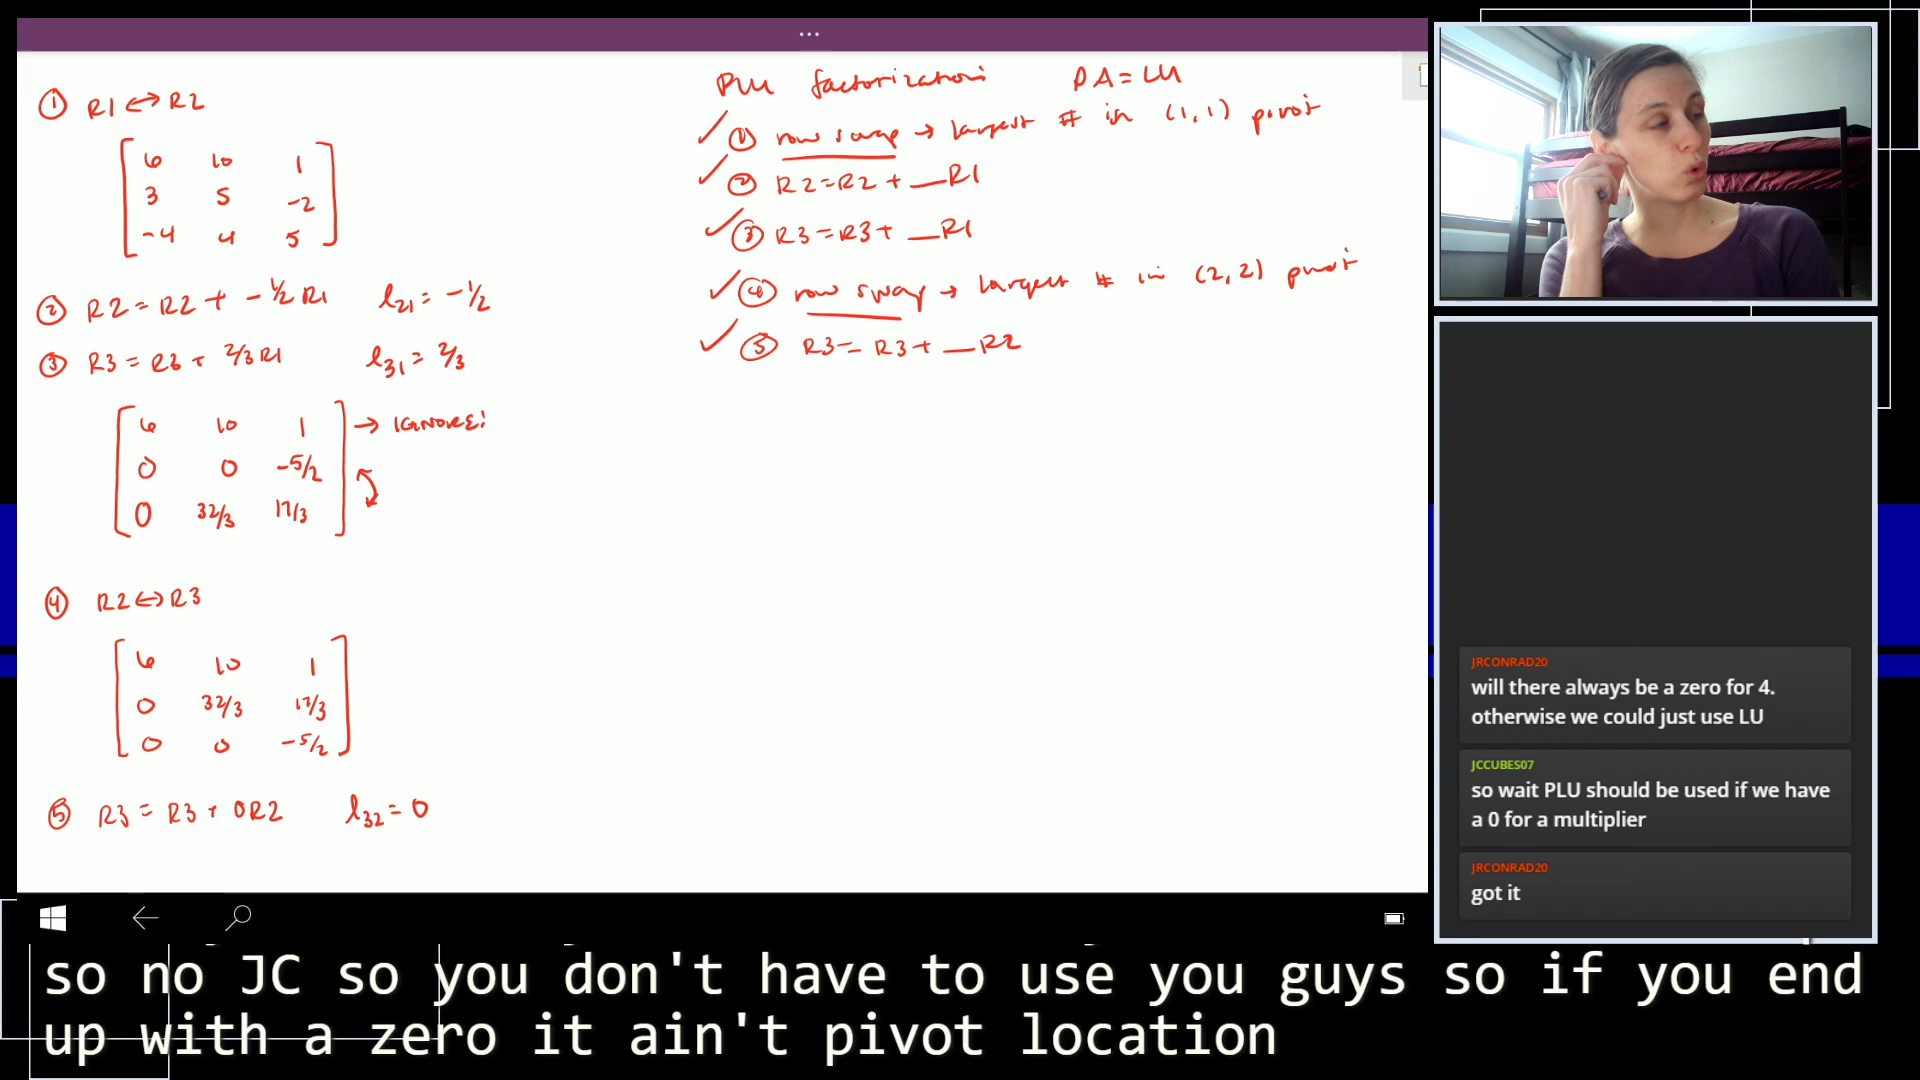 ...
① R1 ↔ R2
6 10 1
3 5 -2
-4 4 5
② R2 = R2 + -1/2 R1 l21 = -1/2
③ R3 = R3 + 2/3 R1 l31 = 2/3
6 10 1 → IGNORE!
0 0 -5/2
0 32/3 17/3
④ R2 ↔ R3
6 10 1
0 32/3 17/3
0 0 -5/2
⑤ R3 = R3 + 0R2 l32 = 0
PLU factorization PA = LU
✓ ① row swap → largest # in (1,1) pivot
✓ ② R2 = R2 + __R1
✓ ③ R3 = R3 + __R1
✓ ④ row swap → largest # in (2,2) pivot
✓ ⑤ R3 = R3 + __R2
JRCONRAD20
will there always be a zero for 4.
otherwise we could just use LU
JCCUBES07
so wait PLU should be used if we have
a 0 for a multiplier
JRCONRAD20
got it
so no JC so you don't have to use you guys so if you end
up with a zero it ain't pivot location